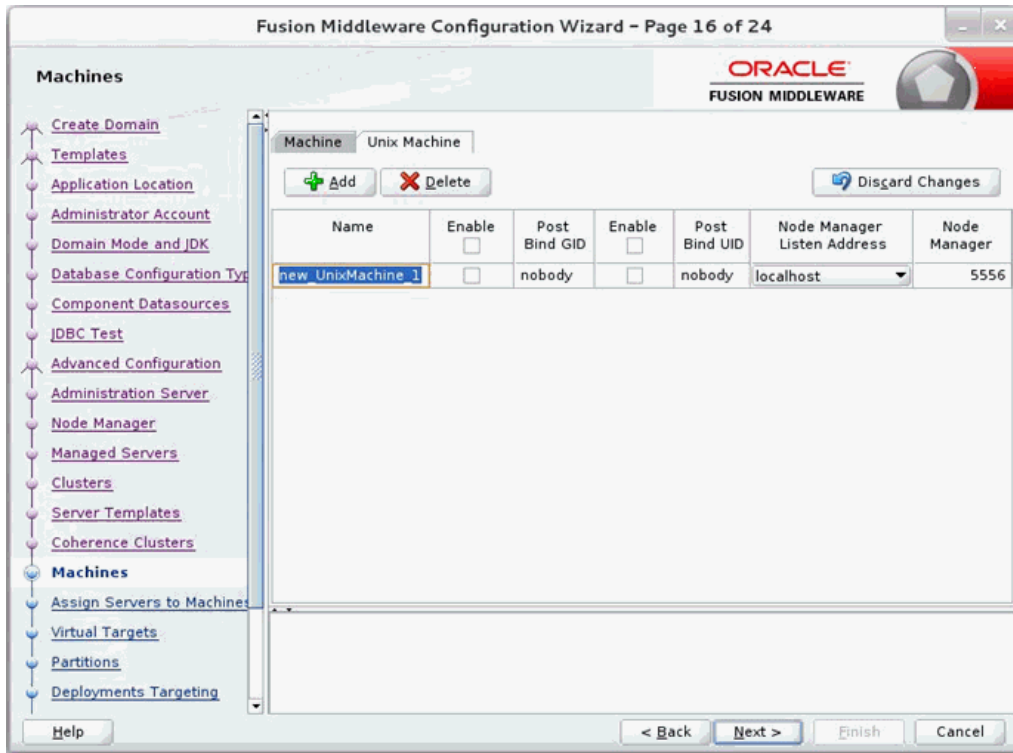 Fusion Middleware Configuration Wizard – Page 16 of 24
Machines
ORACLE
FUSION MIDDLEWARE
Create Domain
Templates
Application Location
Administrator Account
Domain Mode and JDK
Database Configuration Typ
Component Datasources
JDBC Test
Advanced Configuration
Administration Server
Node Manager
Managed Servers
Clusters
Server Templates
Coherence Clusters
Machines
Assign Servers to Machines
Virtual Targets
Partitions
Deployments Targeting
Machine Unix Machine
Add Delete Discard Changes
Name Enable Post Bind GID Enable Post Bind UID Node Manager Listen Address Node Manager
new_UnixMachine_1 nobody nobody localhost 5556
Help < Back Next > Finish Cancel